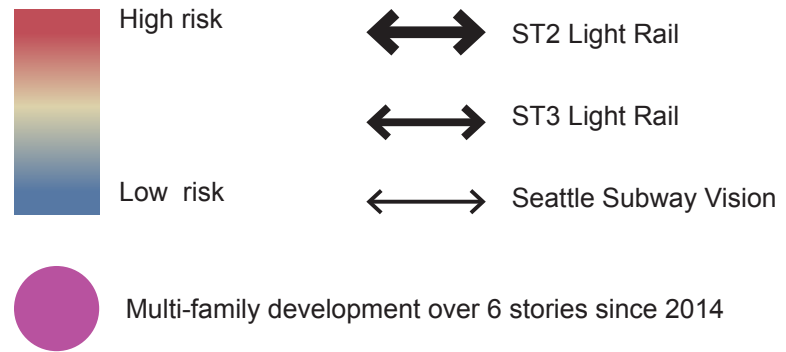 High risk
ST2 Light Rail
ST3 Light Rail
Low risk
Seattle Subway Vision
Multi-family development over 6 stories since 2014